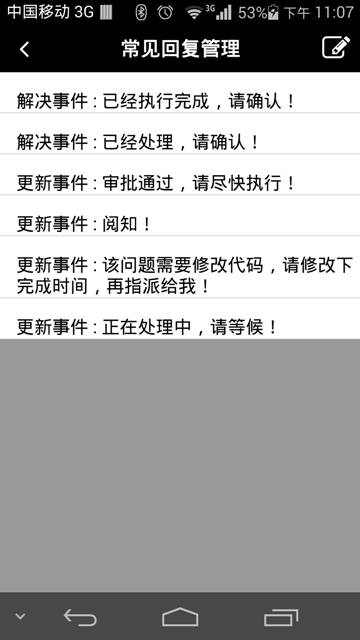 中国移动 3G 3G 53% 下午 11:07
常见回复管理
解决事件 : 已经执行完成，请确认！
解决事件 : 已经处理，请确认！
更新事件 : 审批通过，请尽快执行！
更新事件 : 阅知！
更新事件 : 该问题需要修改代码，请修改下
完成时间，再指派给我！
更新事件 : 正在处理中，请等候！